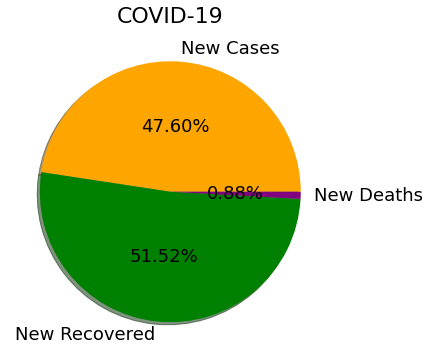 COVID-19
New Cases
47.60%
0.88%
New Deaths
51.52%
New Recovered